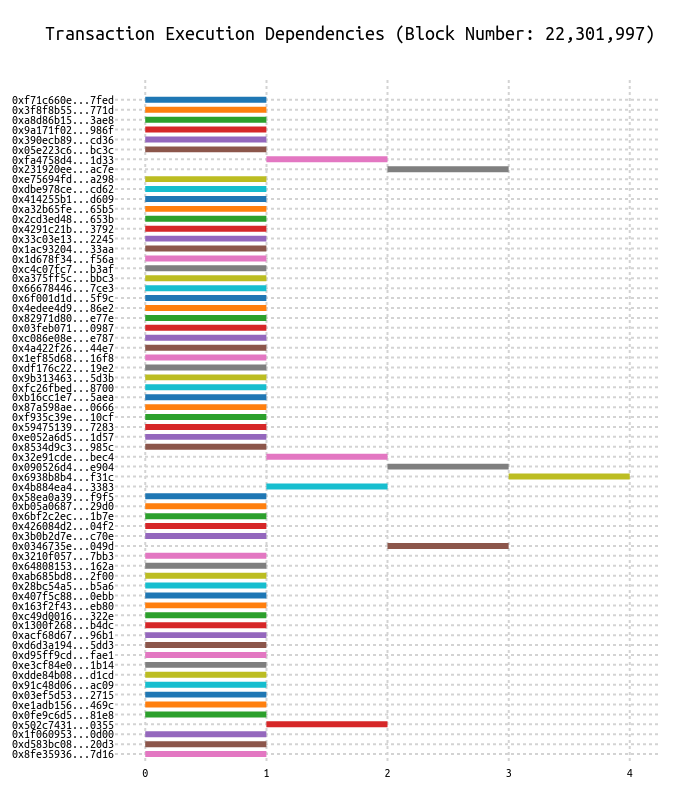 Transaction Execution Dependencies (Block Number: 22,301,997)
0xf71c660e...7fed
0x3f8f8b55...771d
0xa8d86b15...3ae8
0x9a171f02...986f
0x390ecb89...cd36
0x05e223c6...bc3c
0xfa4758d4...1d33
0x231920ee...ac7e
0xe75694fd...a298
0xdbe978ce...cd62
0x414255b1...d609
0xa32b65fe...65b5
0x2cd3ed48...653b
0x4291c21b...3792
0x33c03e13...2245
0x1ac93204...33aa
0x1d678f34...f56a
0xc4c07fc7...b3af
0xa375ff5c...bbc3
0x66678446...7ce3
0x6f001d1d...5f9c
0x4edee4d9...86e2
0x82971d80...e77e
0x03feb071...0987
0xc086e08e...e787
0x4a422f26...44e7
0x1ef85d68...16f8
0xdf176c22...19e2
0x9b313463...5d3b
0xfc26fbed...8700
0xb16cc1e7...5aea
0x87a598ae...0666
0xf935c39e...10cf
0x59475139...7283
0xe052a6d5...1d57
0x8534d9c3...985c
0x32e91cde...bec4
0x090526d4...e904
0x6938b8b4...f31c
0x4b884ea4...3383
0x58ea0a39...f9f5
0xb05a0687...29d0
0x6bf2c2ec...1b7e
0x426084d2...04f2
0x3b0b2d7e...c70e
0x0346735e...049d
0x3210f057...7bb3
0x64808153...162a
0xab685bd8...2f00
0x28bc54a5...b5a6
0x407f5c88...0ebb
0x163f2f43...eb80
0xc49d0016...322e
0x1300f268...b4dc
0xacf68d67...96b1
0xd6d3a194...5dd3
0xd95ff9cd...fae1
0xe3cf84e0...1b14
0xdde84b08...d1cd
0x91c48d06...ac09
0x03ef5d53...2715
0xe1adb156...469c
0x0fe9c6d5...81e8
0x502c7431...0355
0x1f060953...0d00
0xd583bc08...20d3
0x8fe35936...7d16
0 1 2 3 4